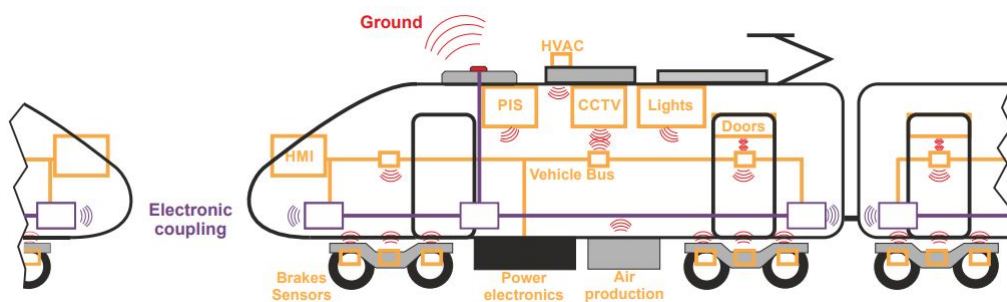 Ground
HVAC
PIS
CCTV
Lights
Doors
HMI
Vehicle Bus
Electronic
coupling
Brakes
Sensors
Power
electronics
Air
production